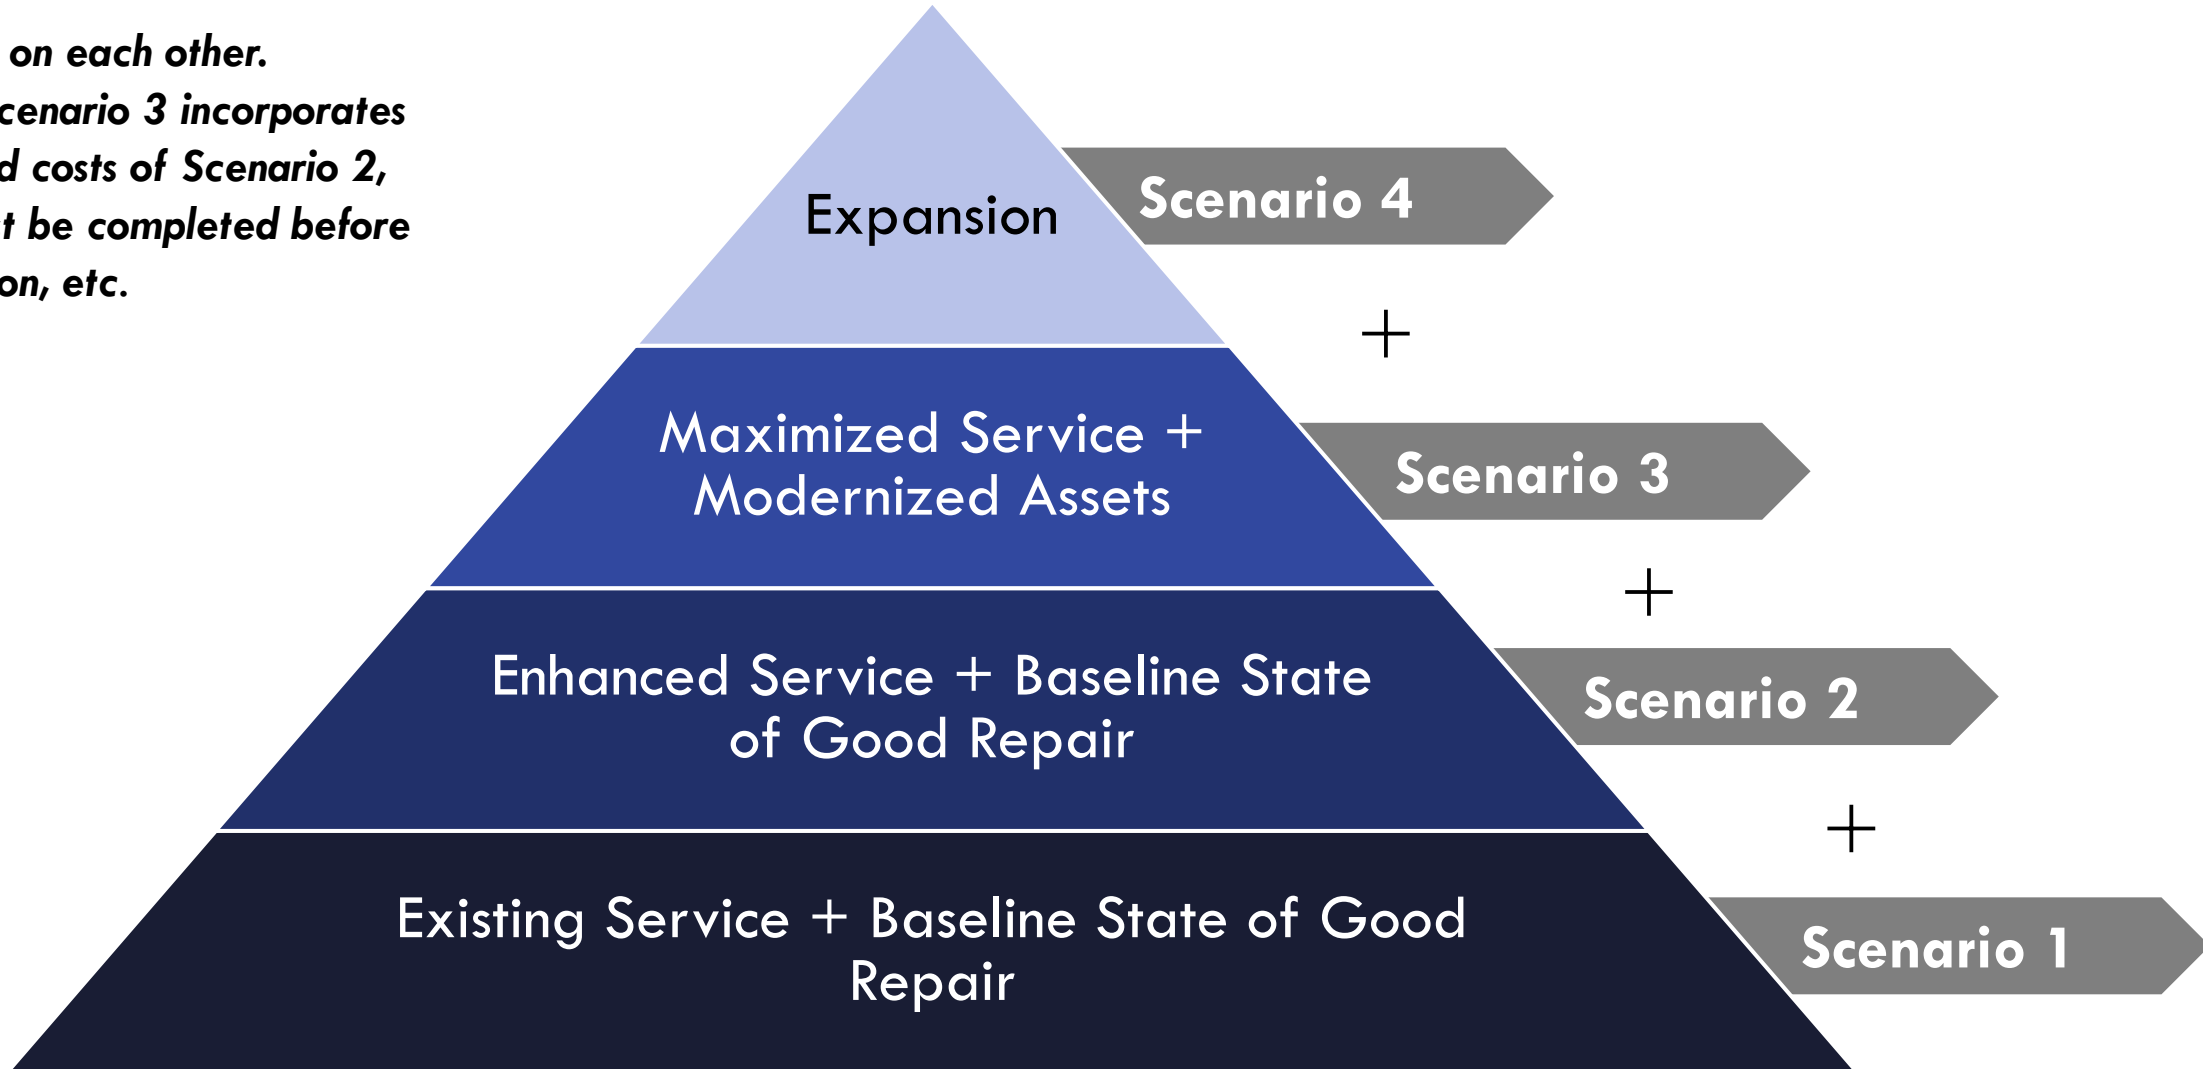 on each other.
cenario 3 incorporates
d costs of Scenario 2,
t be completed before
on, etc.
Expansion
Scenario 4
+
Maximized Service +
Modernized Assets
Scenario 3
+
Enhanced Service + Baseline State
of Good Repair
Scenario 2
+
Existing Service + Baseline State of Good
Repair
Scenario 1